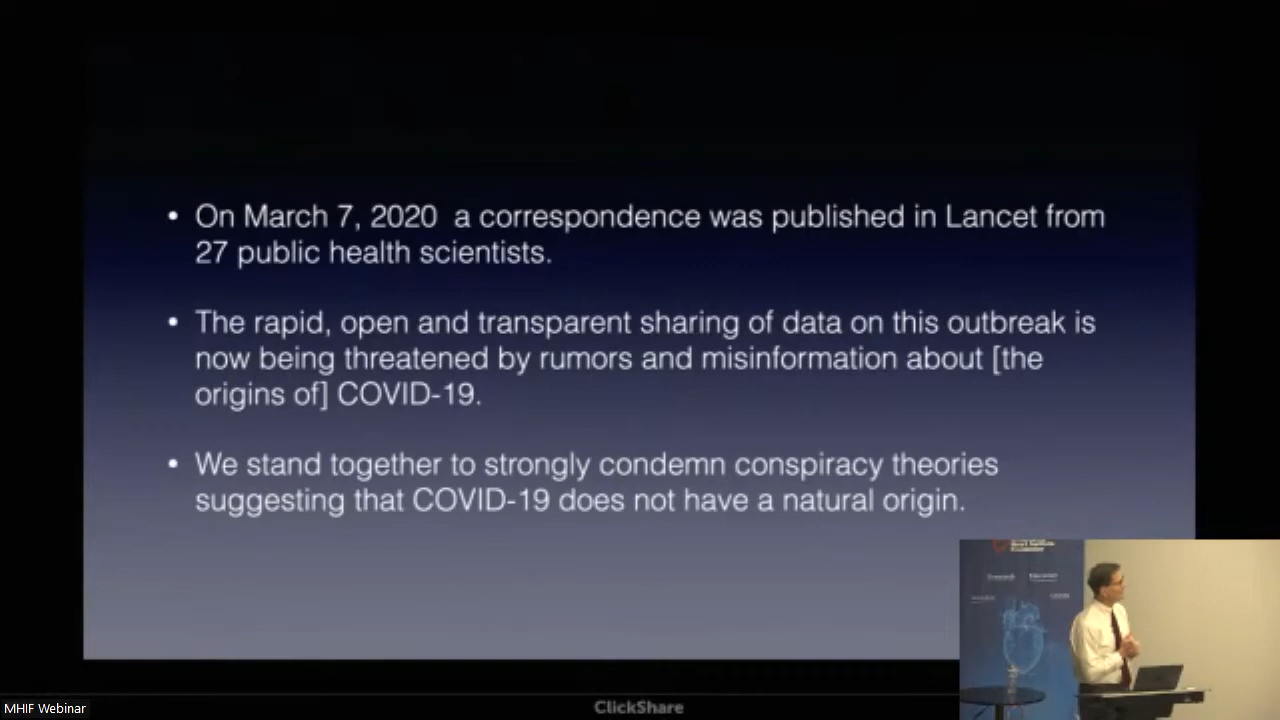 • On March 7, 2020 a correspondence was published in Lancet from
27 public health scientists.
• The rapid, open and transparent sharing of data on this outbreak is
now being threatened by rumors and misinformation about [the
origins of] COVID-19.
• We stand together to strongly condemn conspiracy theories
suggesting that COVID-19 does not have a natural origin.
MHIF Webinar
ClickShare